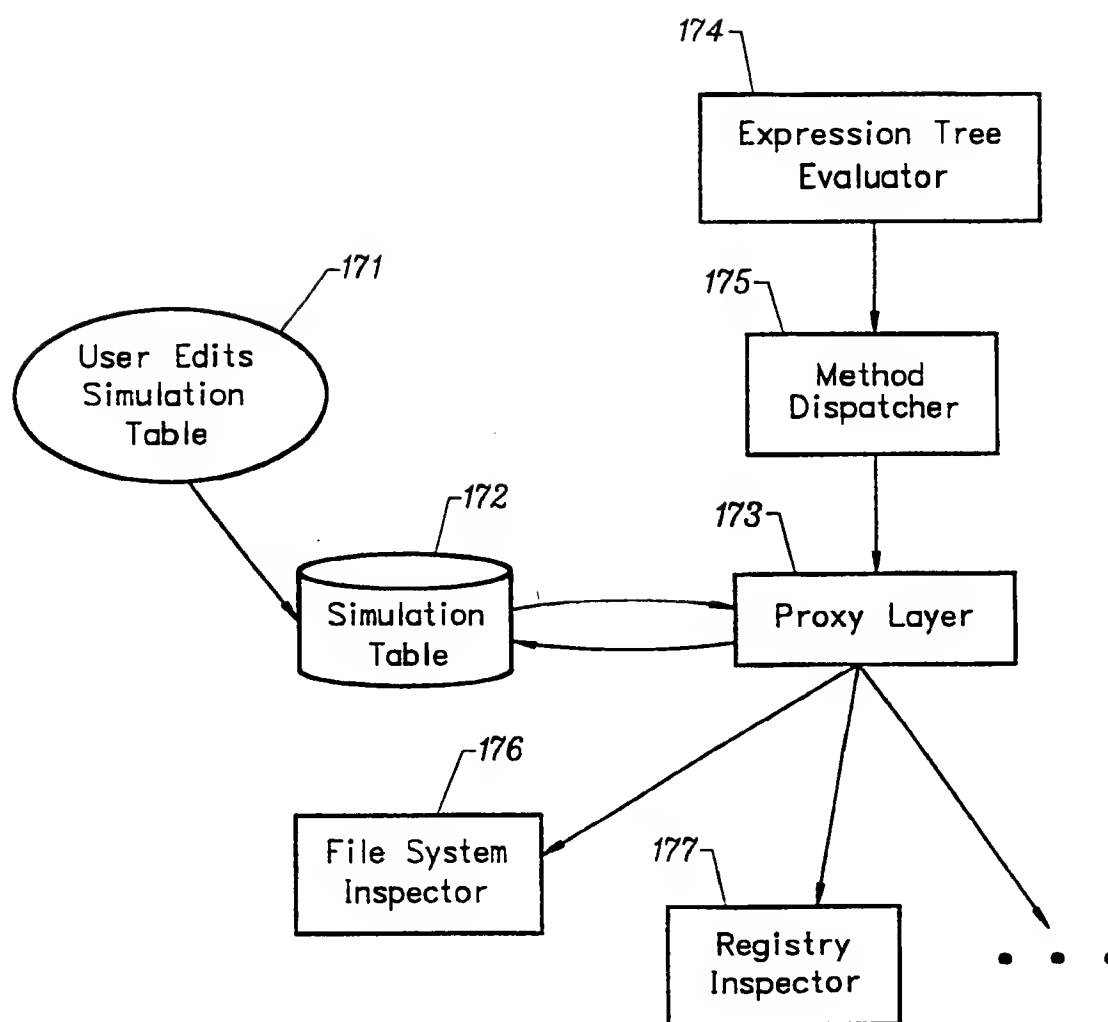 174
Expression Tree
Evaluator
171
175
User Edits
Simulation
Table
Method
Dispatcher
172
173
Simulation
Table
Proxy Layer
176
File System
Inspector
177
Registry
Inspector